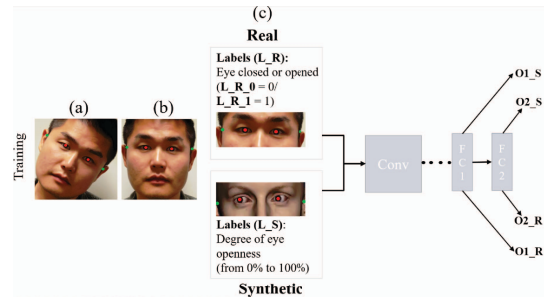 (c)
Real
Labels (L_R):
Eye closed or opened
(L_R_0 = 0/
L_R_1 = 1)
(a)
(b)
Training
Conv
F
C
1
F
C
2
O1_S
O2_S
O2_R
O1_R
Labels (L_S):
Degree of eye
openness
(from 0% to 100%)
Synthetic